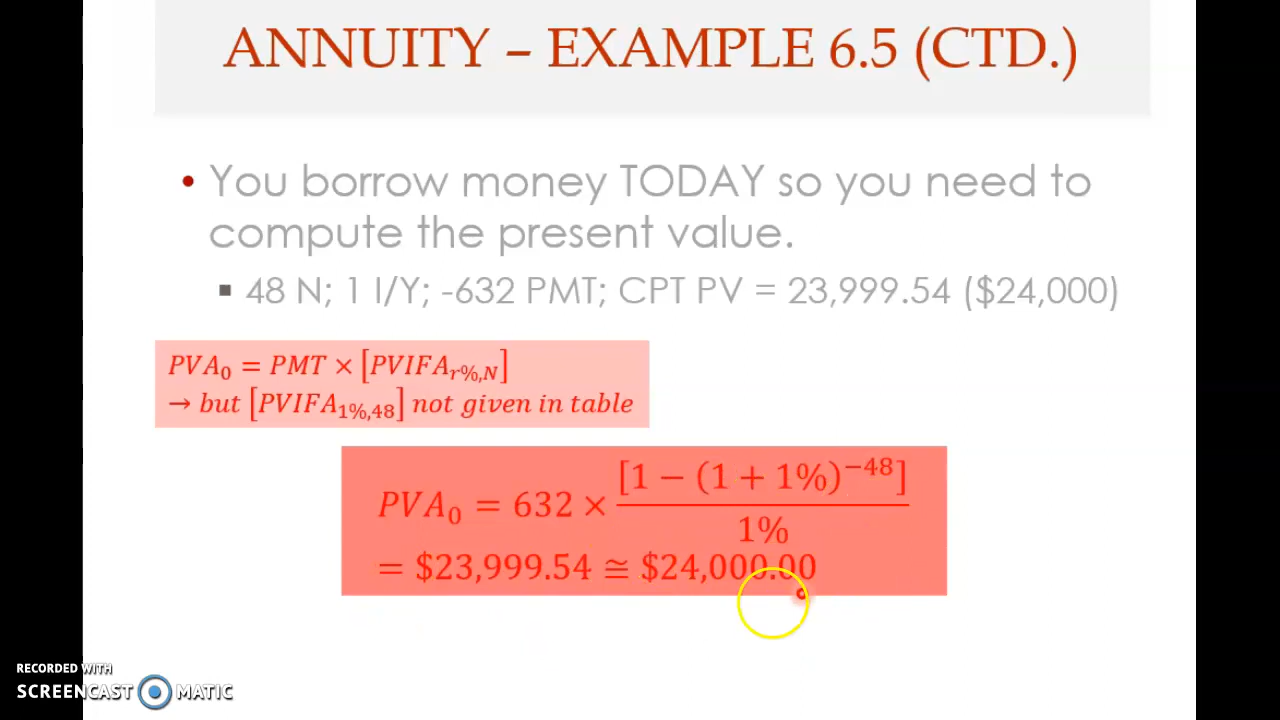 ANNUITY – EXAMPLE 6.5 (CTD.)
• You borrow money TODAY so you need to
compute the present value.
▪ 48 N; 1 I/Y; -632 PMT; CPT PV = 23,999.54 ($24,000)
PVA₀ = PMT × [PVIFAr%,N]
→ but [PVIFA₁%,₄₈] not given in table
[1 − (1 + 1%)⁻⁴⁸]
PVA₀ = 632 ×
1%
= $23,999.54 ≅ $24,000.00
RECORDED WITH
SCREENCAST MATIC